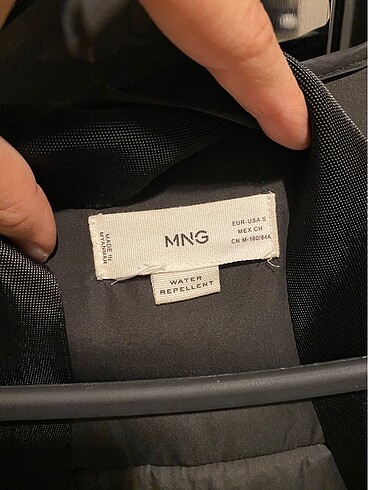 MADE IN
MYANMAR
MNG
EUR-USA S
MEX CH
CN M-160/84A
WATER
REPELLENT